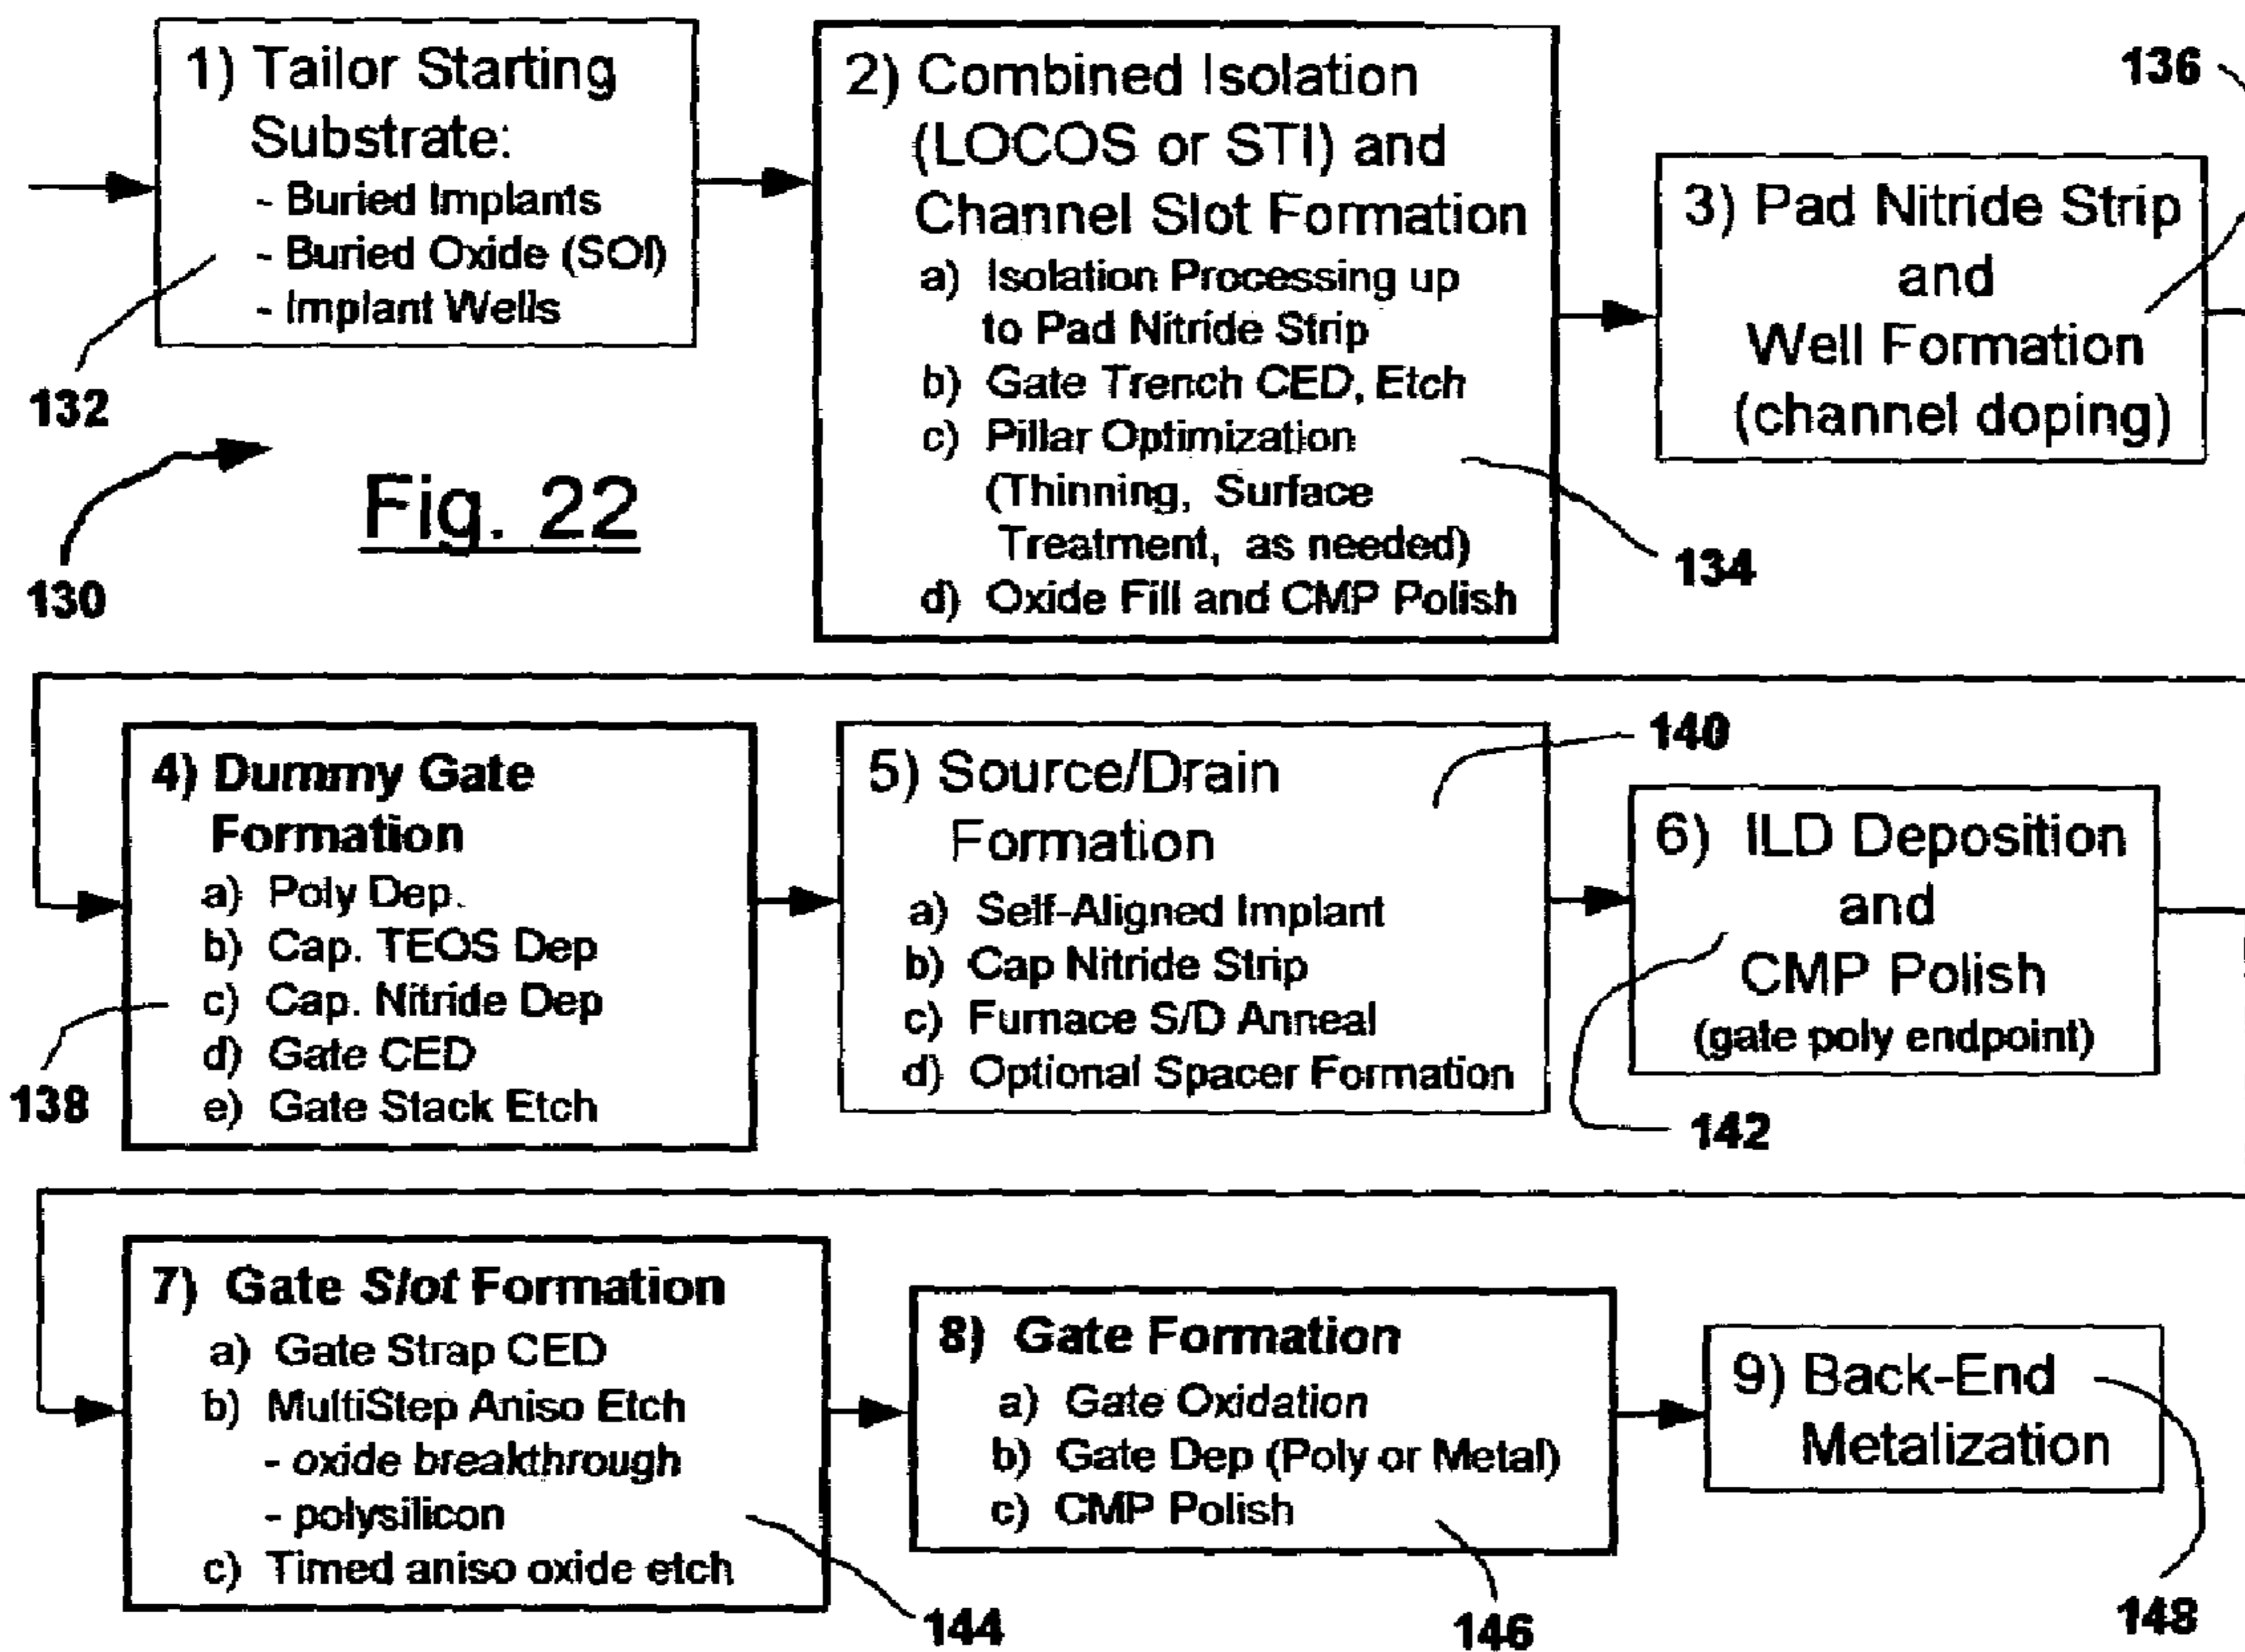 1) Tailor Starting
Substrate:
- Buried Implants
- Buried Oxide (SOI)
- Implant Wells
132
2) Combined Isolation
(LOCOS or STI) and
Channel Slot Formation
a) Isolation Processing up
to Pad Nitride Strip
b) Gate Trench CED, Etch
c) Pillar Optimization
(Thinning, Surface
Treatment, as needed)
d) Oxide Fill and CMP Polish
134
136
3) Pad Nitride Strip
and
Well Formation
(channel doping)
130
Fig. 22
4) Dummy Gate
Formation
a) Poly Dep.
b) Cap. TEOS Dep
c) Cap. Nitride Dep
d) Gate CED
e) Gate Stack Etch
138
5) Source/Drain
Formation
a) Self-Aligned Implant
b) Cap Nitride Strip
c) Furnace S/D Anneal
d) Optional Spacer Formation
140
6) ILD Deposition
and
CMP Polish
(gate poly endpoint)
142
7) Gate Slot Formation
a) Gate Strap CED
b) MultiStep Aniso Etch
- oxide breakthrough
- polysilicon
c) Timed aniso oxide etch
144
8) Gate Formation
a) Gate Oxidation
b) Gate Dep (Poly or Metal)
c) CMP Polish
146
9) Back-End
Metalization
148